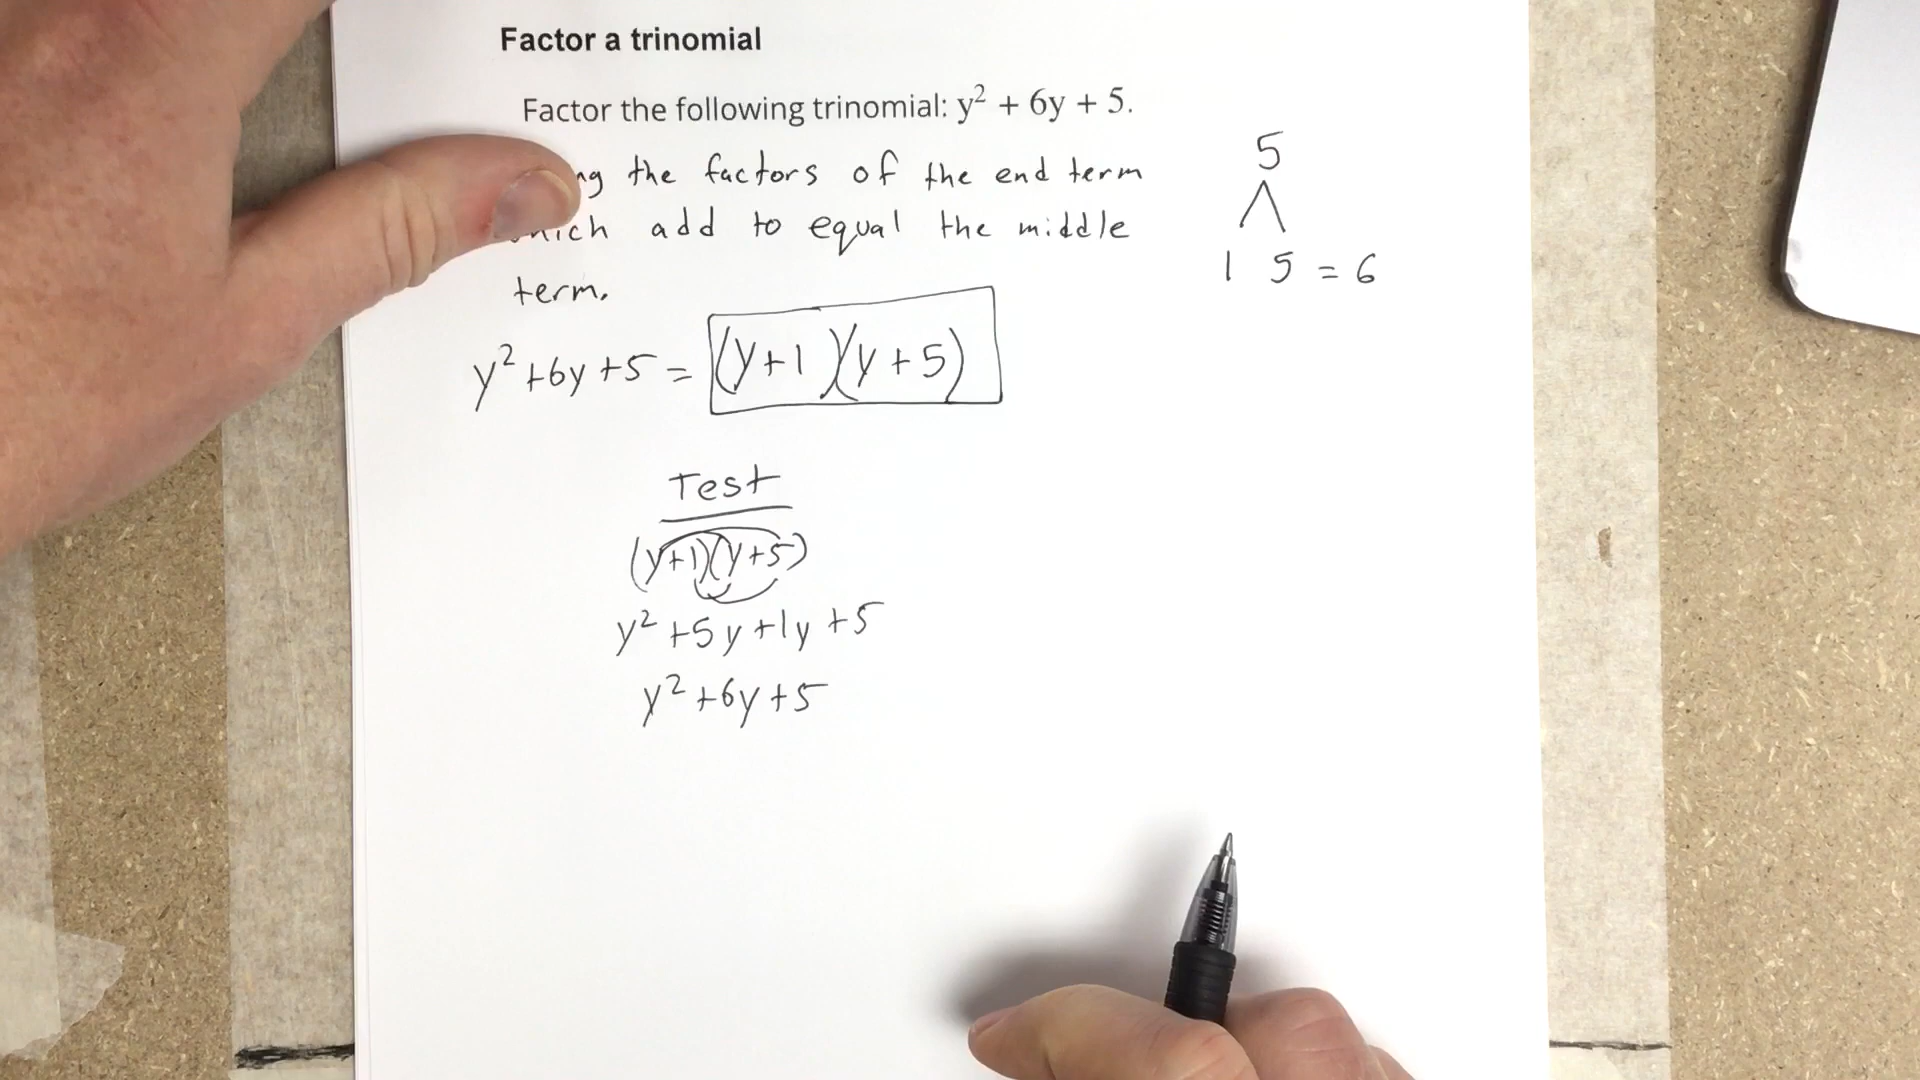 Factor a trinomial
Factor the following trinomial: y² + 6y + 5.
the factors of the end term
add to equal the middle
term.
5
1 5 = 6
y² + 6y + 5 = (y+1)(y+5)
Test
(y+1)(y+5)
y² + 5y + 1y + 5
y² + 6y + 5